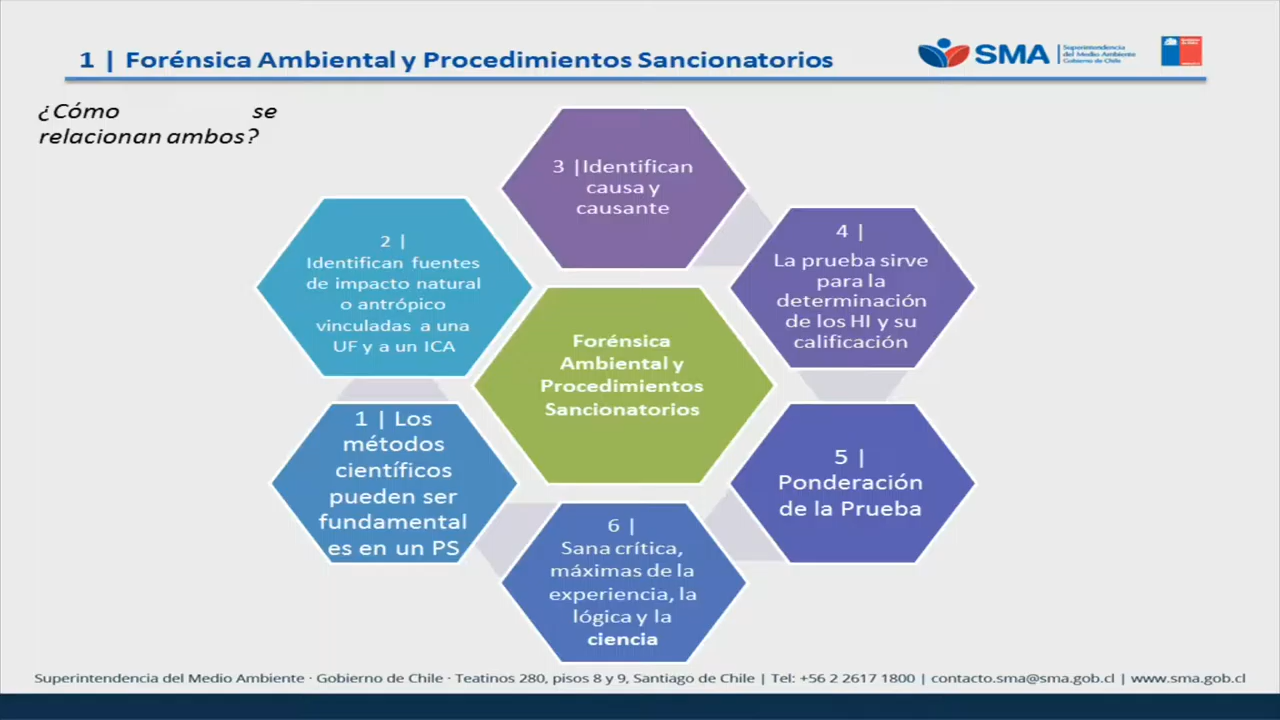 1 | Forénsica Ambiental y Procedimientos Sancionatorios
SMA
Superintendencia
del Medio Ambiente
Gobierno de Chile
¿Cómo se
relacionan ambos?
3 |Identifican
causa y
causante
2 |
Identifican fuentes
de impacto natural
o antrópico
vinculadas a una
UF y a un ICA
4 |
La prueba sirve
para la
determinación
de los HI y su
calificación
Forénsica
Ambiental y
Procedimientos
Sancionatorios
1 | Los
métodos
científicos
pueden ser
fundamental
es en un PS
5 |
Ponderación
de la Prueba
6 |
Sana crítica,
máximas de la
experiencia, la
lógica y la
ciencia
Superintendencia del Medio Ambiente · Gobierno de Chile · Teatinos 280, pisos 8 y 9, Santiago de Chile | Tel: +56 2 2617 1800 | contacto.sma@sma.gob.cl | www.sma.gob.cl